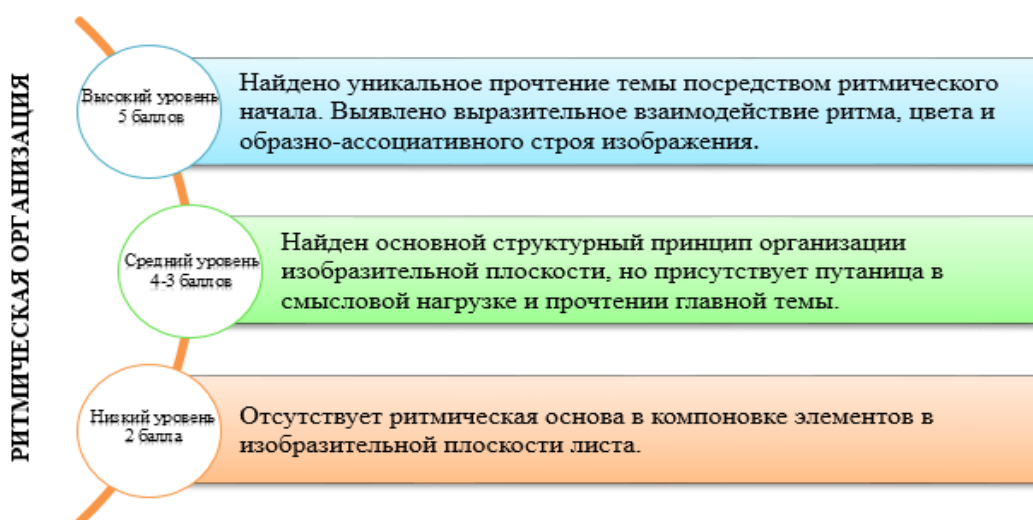 РИТМИЧЕСКАЯ ОРГАНИЗАЦИЯ
Высокий уровень
5 баллов
Найдено уникальное прочтение темы посредством ритмического
начала. Выявлено выразительное взаимодействие ритма, цвета и
образно-ассоциативного строя изображения.
Средний уровень
4-3 баллов
Найден основной структурный принцип организации
изобразительной плоскости, но присутствует путаница в
смысловой нагрузке и прочтении главной темы.
Низкий уровень
2 балла
Отсутствует ритмическая основа в компоновке элементов в
изобразительной плоскости листа.